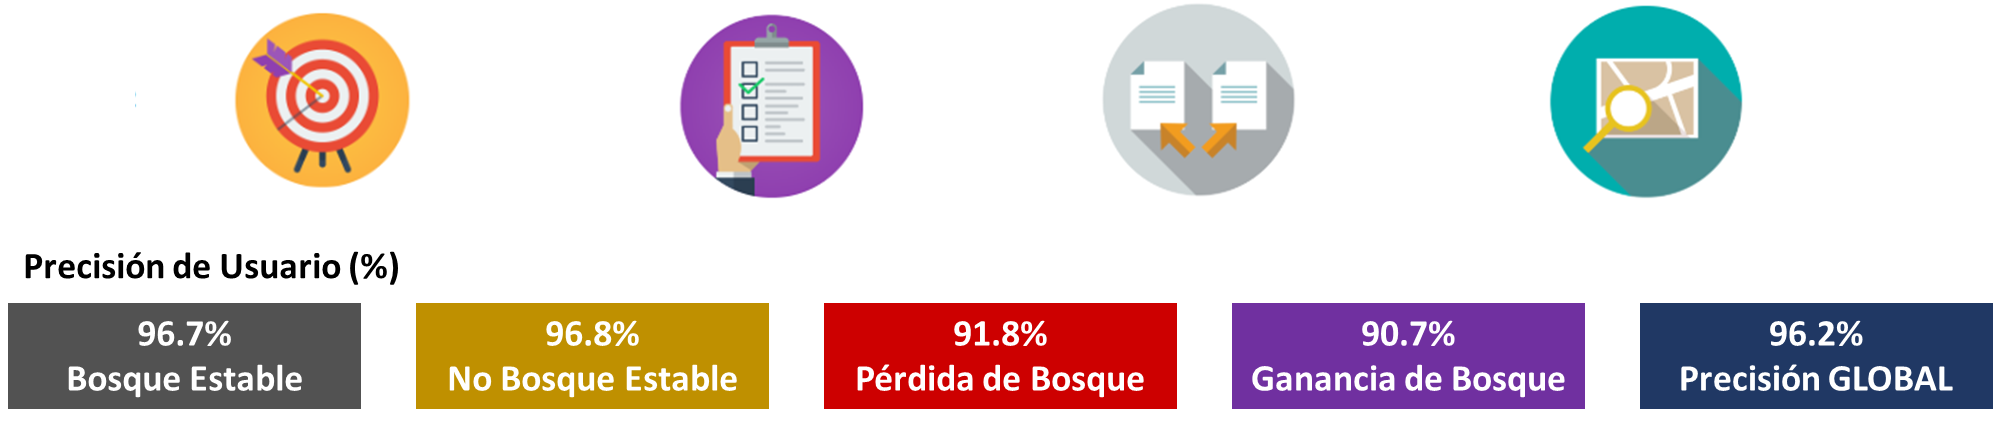 Precisión de Usuario (%)
96.7%
Bosque Estable
96.8%
No Bosque Estable
91.8%
Pérdida de Bosque
90.7%
Ganancia de Bosque
96.2%
Precisión GLOBAL